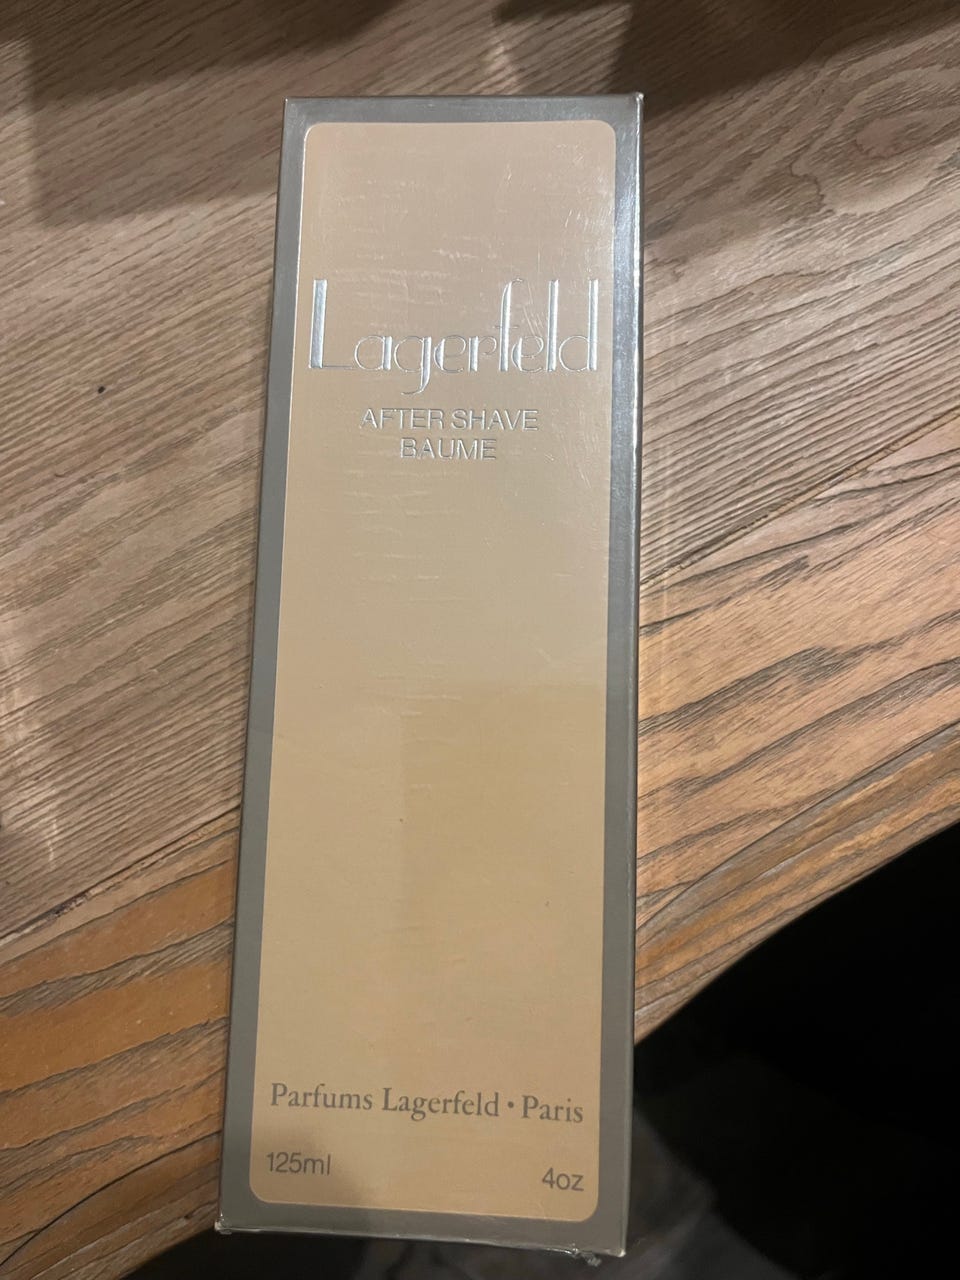 Lagerfeld
AFTER SHAVE
BAUME
Parfums Lagerfeld • Paris
125ml
4oz